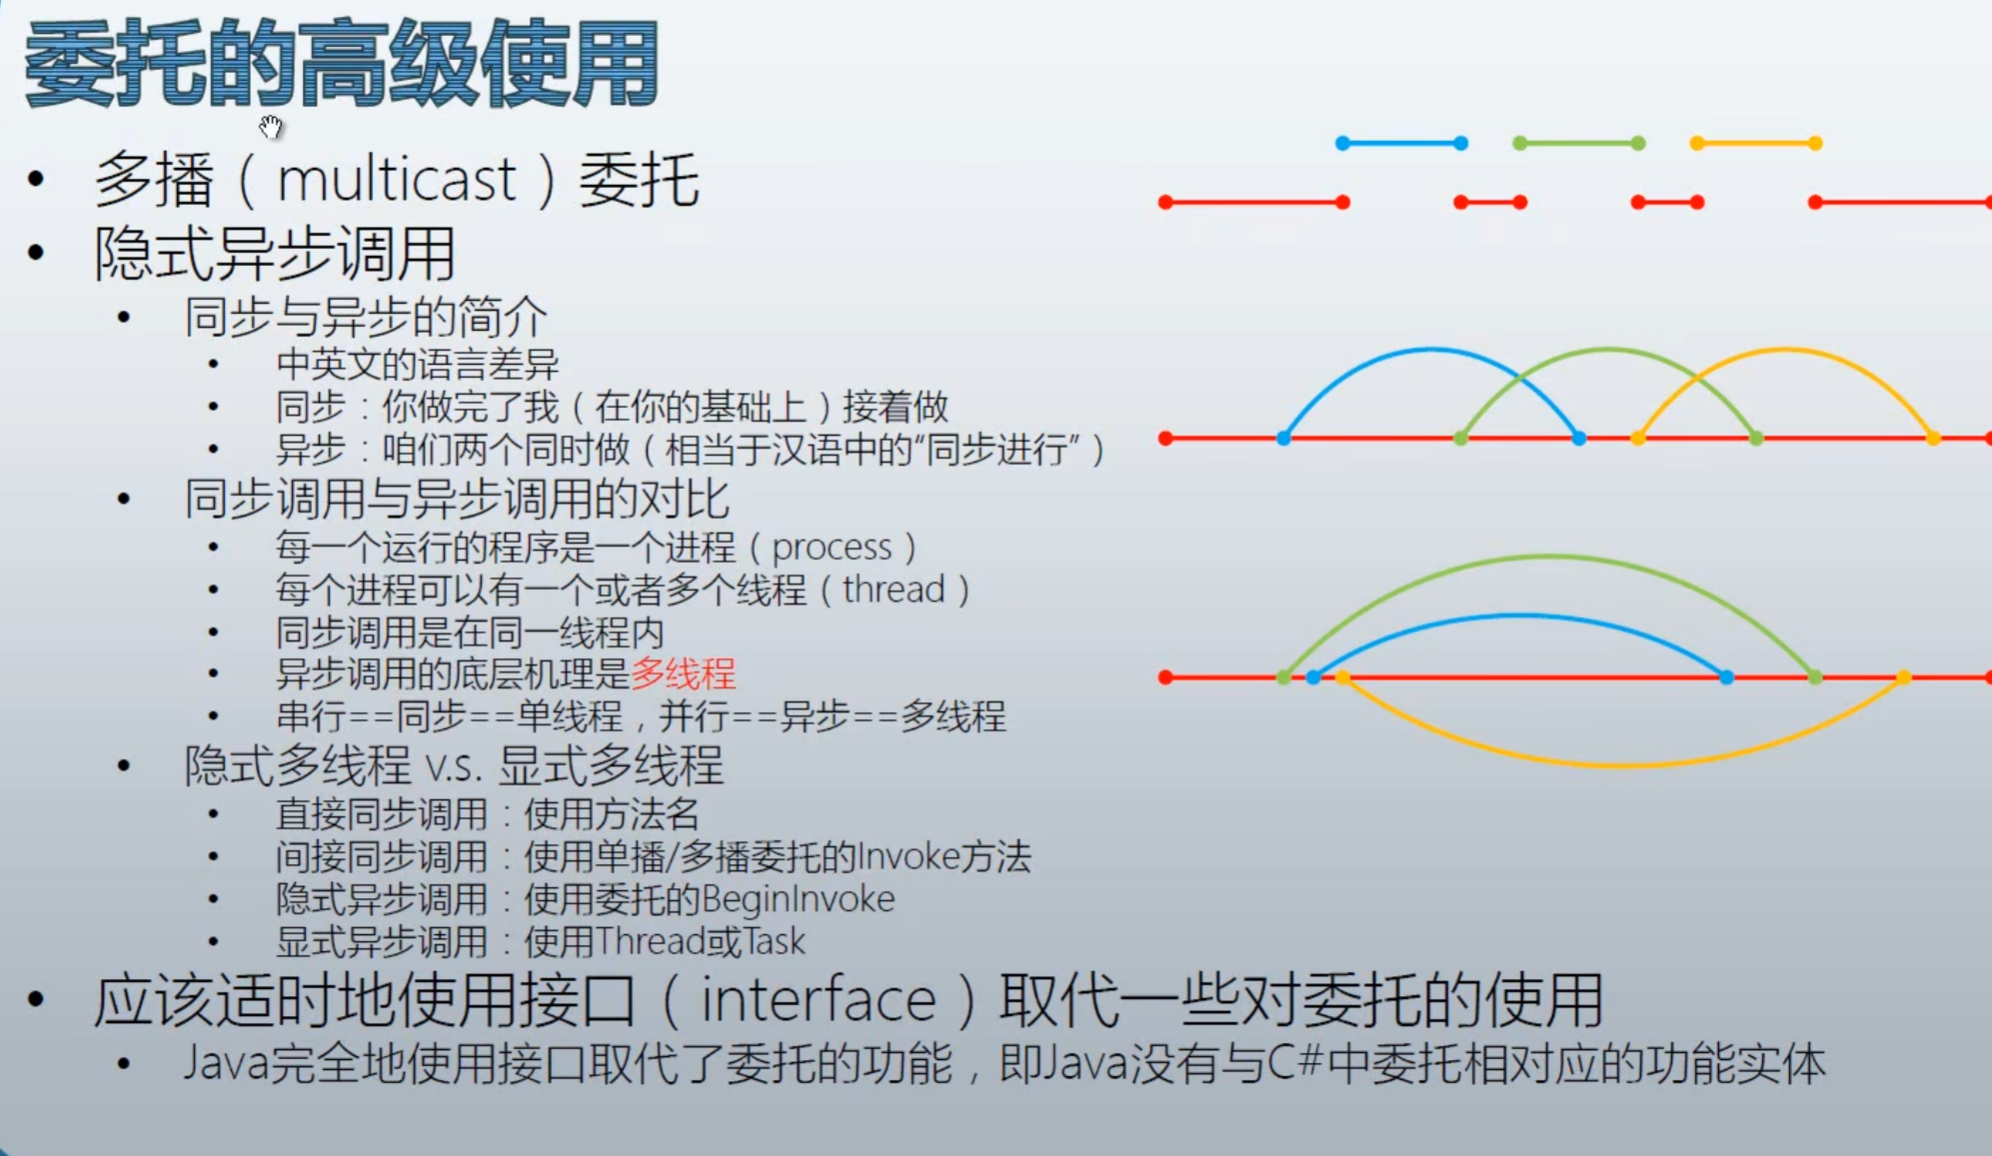 委托的高级使用
• 多播（multicast）委托
• 隐式异步调用
• 同步与异步的简介
• 中英文的语言差异
• 同步：你做完了我（在你的基础上）接着做
• 异步：咱们两个同时做（相当于汉语中的“同步进行”）
• 同步调用与异步调用的对比
• 每一个运行的程序是一个进程（process）
• 每个进程可以有一个或者多个线程（thread）
• 同步调用是在同一线程内
• 异步调用的底层机理是多线程
• 串行==同步==单线程，并行==异步==多线程
• 隐式多线程 v.s. 显式多线程
• 直接同步调用：使用方法名
• 间接同步调用：使用单播/多播委托的Invoke方法
• 隐式异步调用：使用委托的BeginInvoke
• 显式异步调用：使用Thread或Task
• 应该适时地使用接口（interface）取代一些对委托的使用
• Java完全地使用接口取代了委托的功能，即Java没有与C#中委托相对应的功能实体